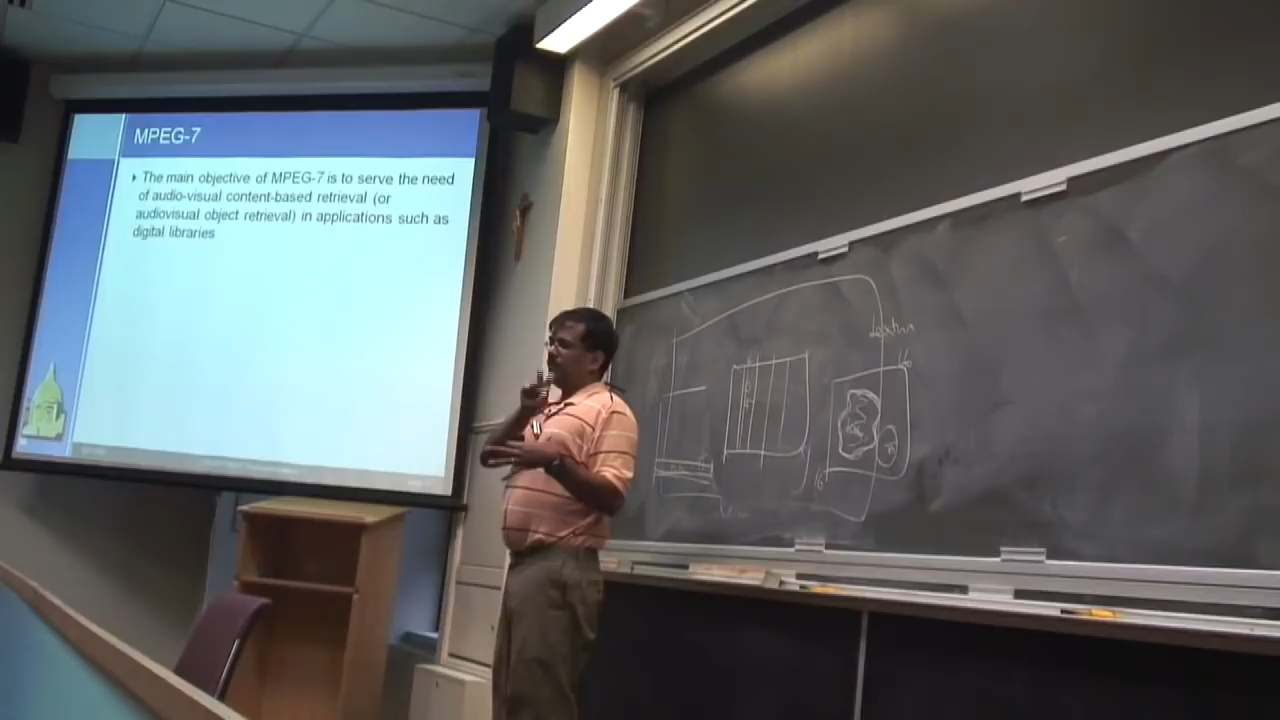 MPEG-7
The main objective of MPEG-7 is to serve the need
of audio-visual content-based retrieval (or
audiovisual object retrieval) in applications such as
digital libraries